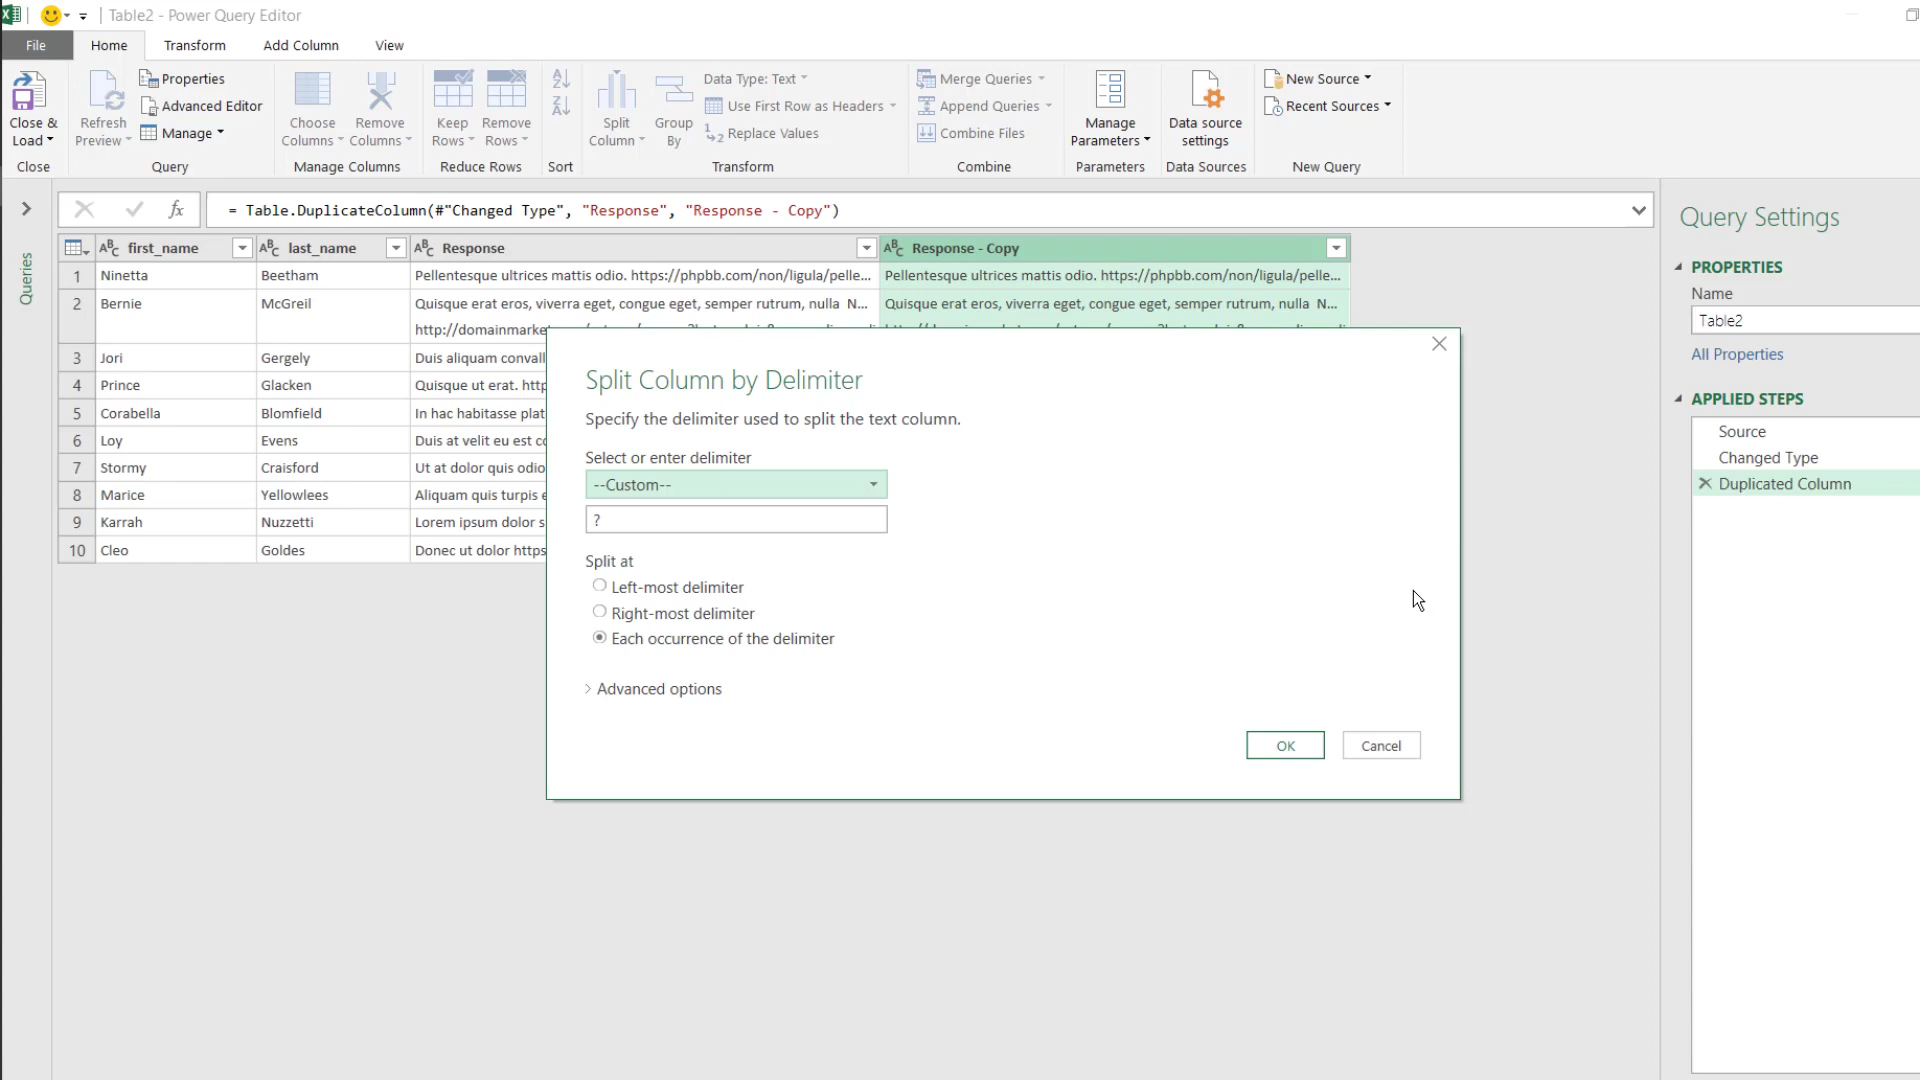 Table2 - Power Query Editor
File Home Transform Add Column View
Close & Load
Close
Refresh Preview
Properties
Advanced Editor
Manage
Query
Choose Columns
Remove Columns
Manage Columns
Keep Rows
Remove Rows
Reduce Rows
Sort
Split Column
Group By
Data Type: Text
Use First Row as Headers
Replace Values
Transform
Merge Queries
Append Queries
Combine Files
Combine
Manage Parameters
Parameters
Data source settings
Data Sources
New Source
Recent Sources
New Query
Queries
fx = Table.DuplicateColumn(#"Changed Type", "Response", "Response - Copy")
first_name last_name Response Response - Copy
1 Ninetta Beetham Pellentesque ultrices mattis odio. https://phpbb.com/non/ligula/pelle... Pellentesque ultrices mattis odio. https://phpbb.com/non/ligula/pelle...
2 Bernie McGreil Quisque erat eros, viverra eget, congue eget, semper rutrum, nulla N... Quisque erat eros, viverra eget, congue eget, semper rutrum, nulla N...
http://domainmarket
3 Jori Gergely Duis aliquam convall
4 Prince Glacken Quisque ut erat. http
5 Corabella Blomfield In hac habitasse plat
6 Loy Evens Duis at velit eu est co
7 Stormy Craisford Ut at dolor quis odio
8 Marice Yellowlees Aliquam quis turpis e
9 Karrah Nuzzetti Lorem ipsum dolor s
10 Cleo Goldes Donec ut dolor https
Split Column by Delimiter
Specify the delimiter used to split the text column.
Select or enter delimiter
--Custom--
?
Split at
Left-most delimiter
Right-most delimiter
Each occurrence of the delimiter
Advanced options
OK Cancel
Query Settings
PROPERTIES
Name
Table2
All Properties
APPLIED STEPS
Source
Changed Type
Duplicated Column